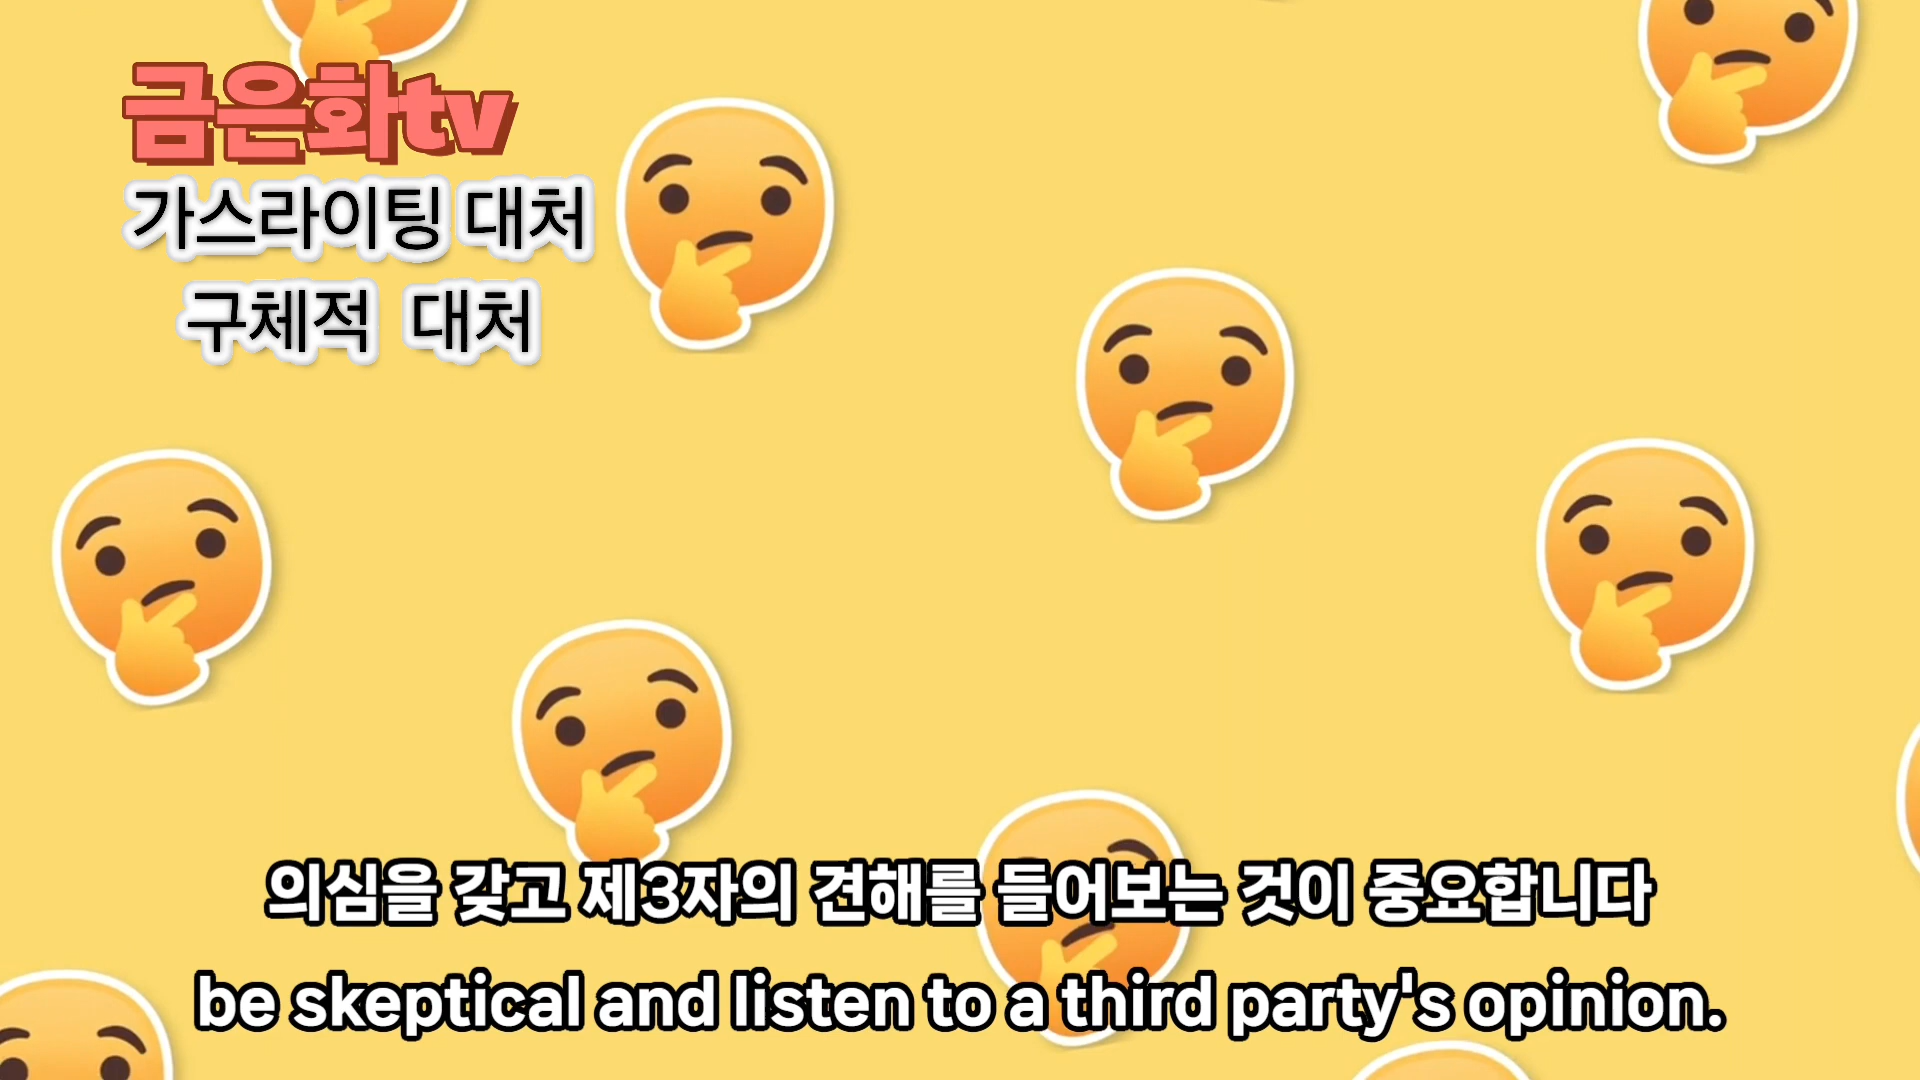 금은화tv
가스라이팅 대처
구체적 대처
의심을 갖고 제3자의 견해를 들어보는 것이 중요합니다
be skeptical and listen to a third party's opinion.